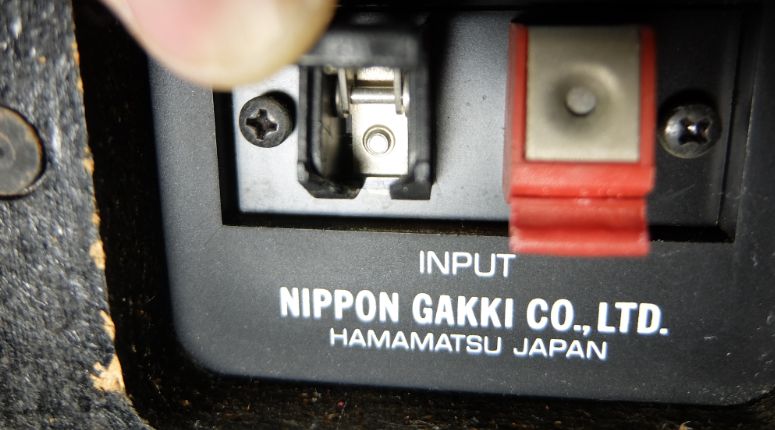 INPUT
NIPPON GAKKI CO., LTD.
HAMAMATSU JAPAN